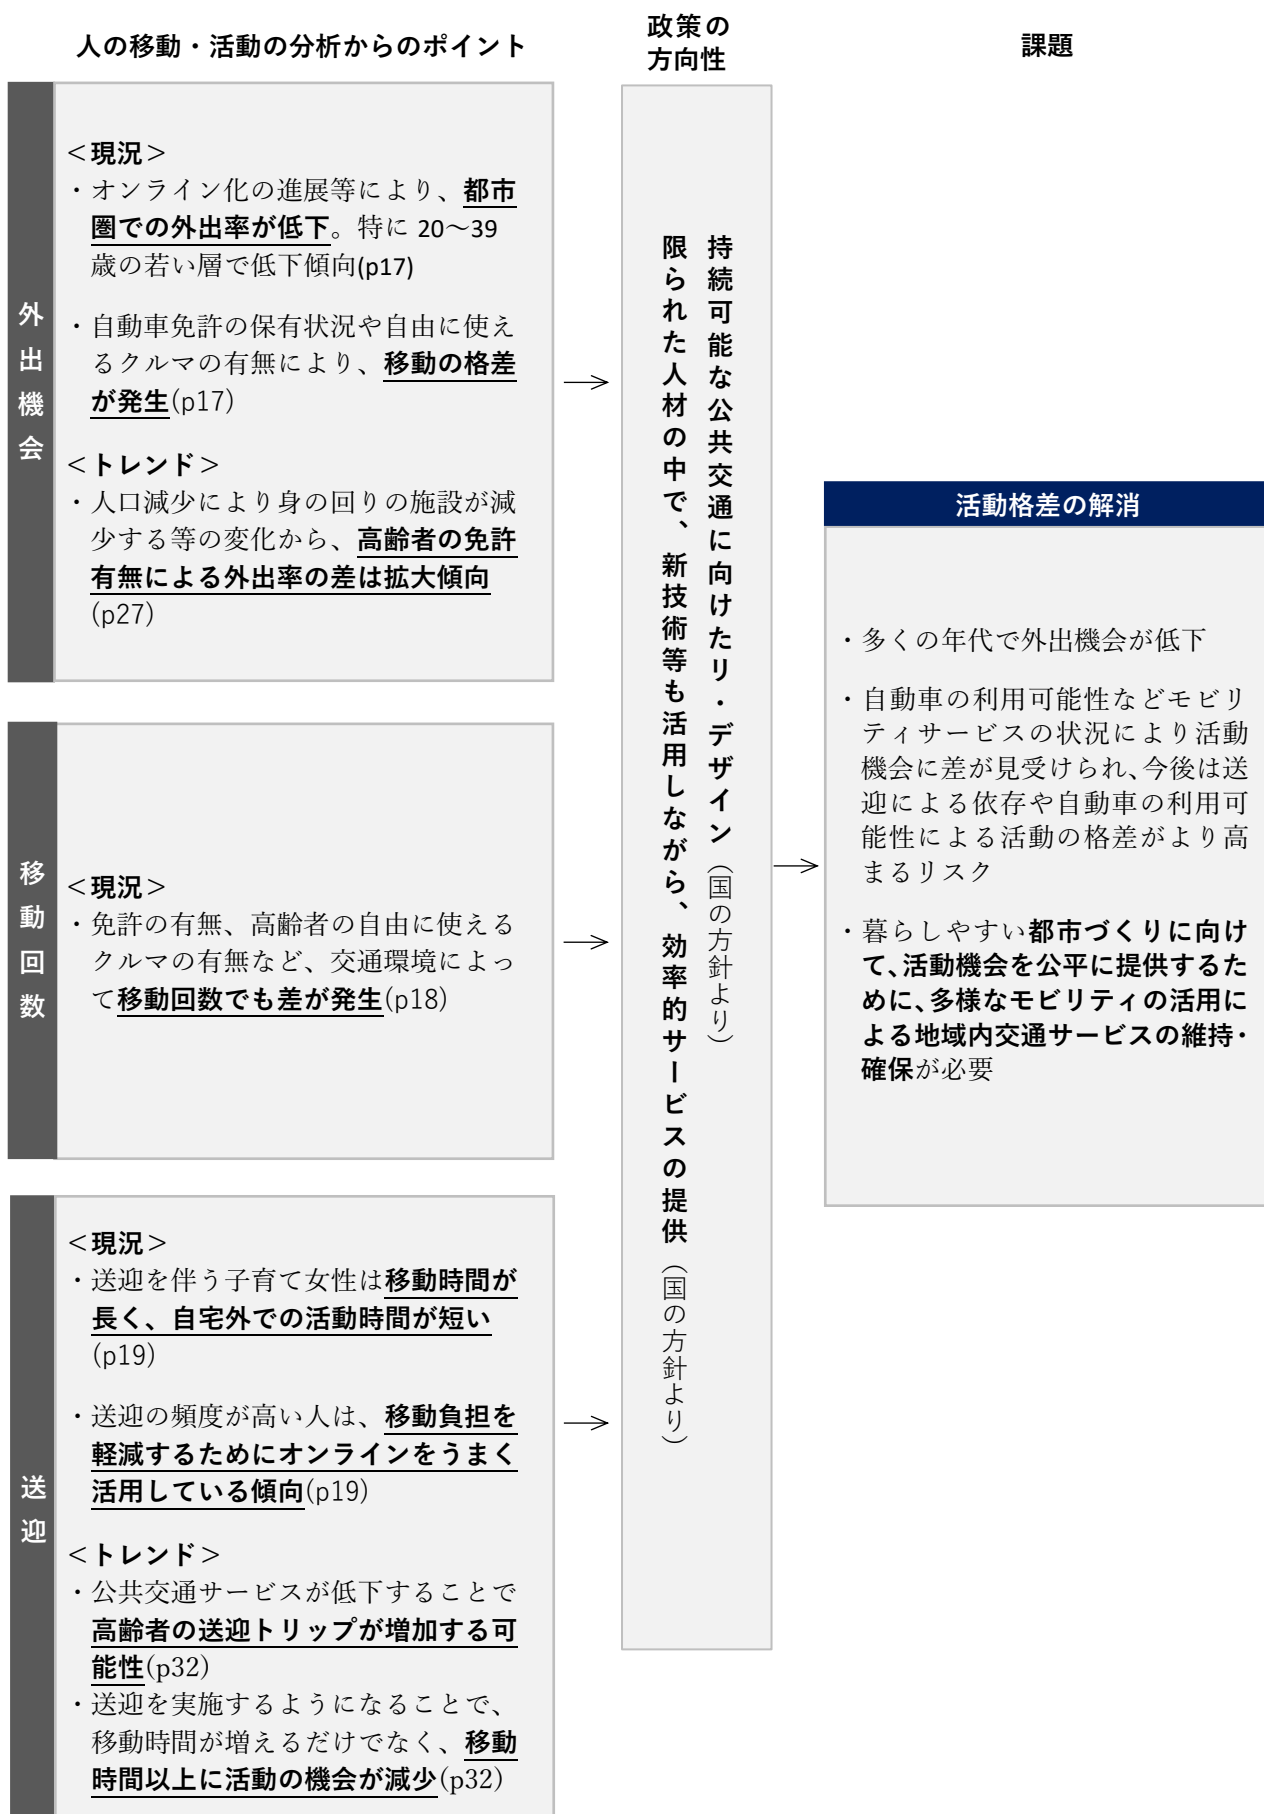 人の移動・活動の分析からのポイント
政策の
方向性
課題
外出機会
＜現況＞
・オンライン化の進展等により、都市
圏での外出率が低下。特に 20～39
歳の若い層で低下傾向(p17)
・自動車免許の保有状況や自由に使え
るクルマの有無により、移動の格差
が発生(p17)
＜トレンド＞
・人口減少により身の回りの施設が減
少する等の変化から、高齢者の免許
有無による外出率の差は拡大傾向
(p27)
移動回数
＜現況＞
・免許の有無、高齢者の自由に使える
クルマの有無など、交通環境によっ
て移動回数でも差が発生(p18)
送迎
＜現況＞
・送迎を伴う子育て女性は移動時間が
長く、自宅外での活動時間が短い
(p19)
・送迎の頻度が高い人は、移動負担を
軽減するためにオンラインをうまく
活用している傾向(p19)
＜トレンド＞
・公共交通サービスが低下することで
高齢者の送迎トリップが増加する可
能性(p32)
・送迎を実施するようになることで、
移動時間が増えるだけでなく、移動
時間以上に活動の機会が減少(p32)
持続可能な公共交通に向けたリ・デザイン（国の方針より）
限られた人材の中で、新技術等も活用しながら、効率的サービスの提供（国の方針より）
活動格差の解消
・多くの年代で外出機会が低下
・自動車の利用可能性などモビリ
ティサービスの状況により活動
機会に差が見受けられ、今後は送
迎による依存や自動車の利用可
能性による活動の格差がより高
まるリスク
・暮らしやすい都市づくりに向け
て、活動機会を公平に提供するた
めに、多様なモビリティの活用に
よる地域内交通サービスの維持・
確保が必要